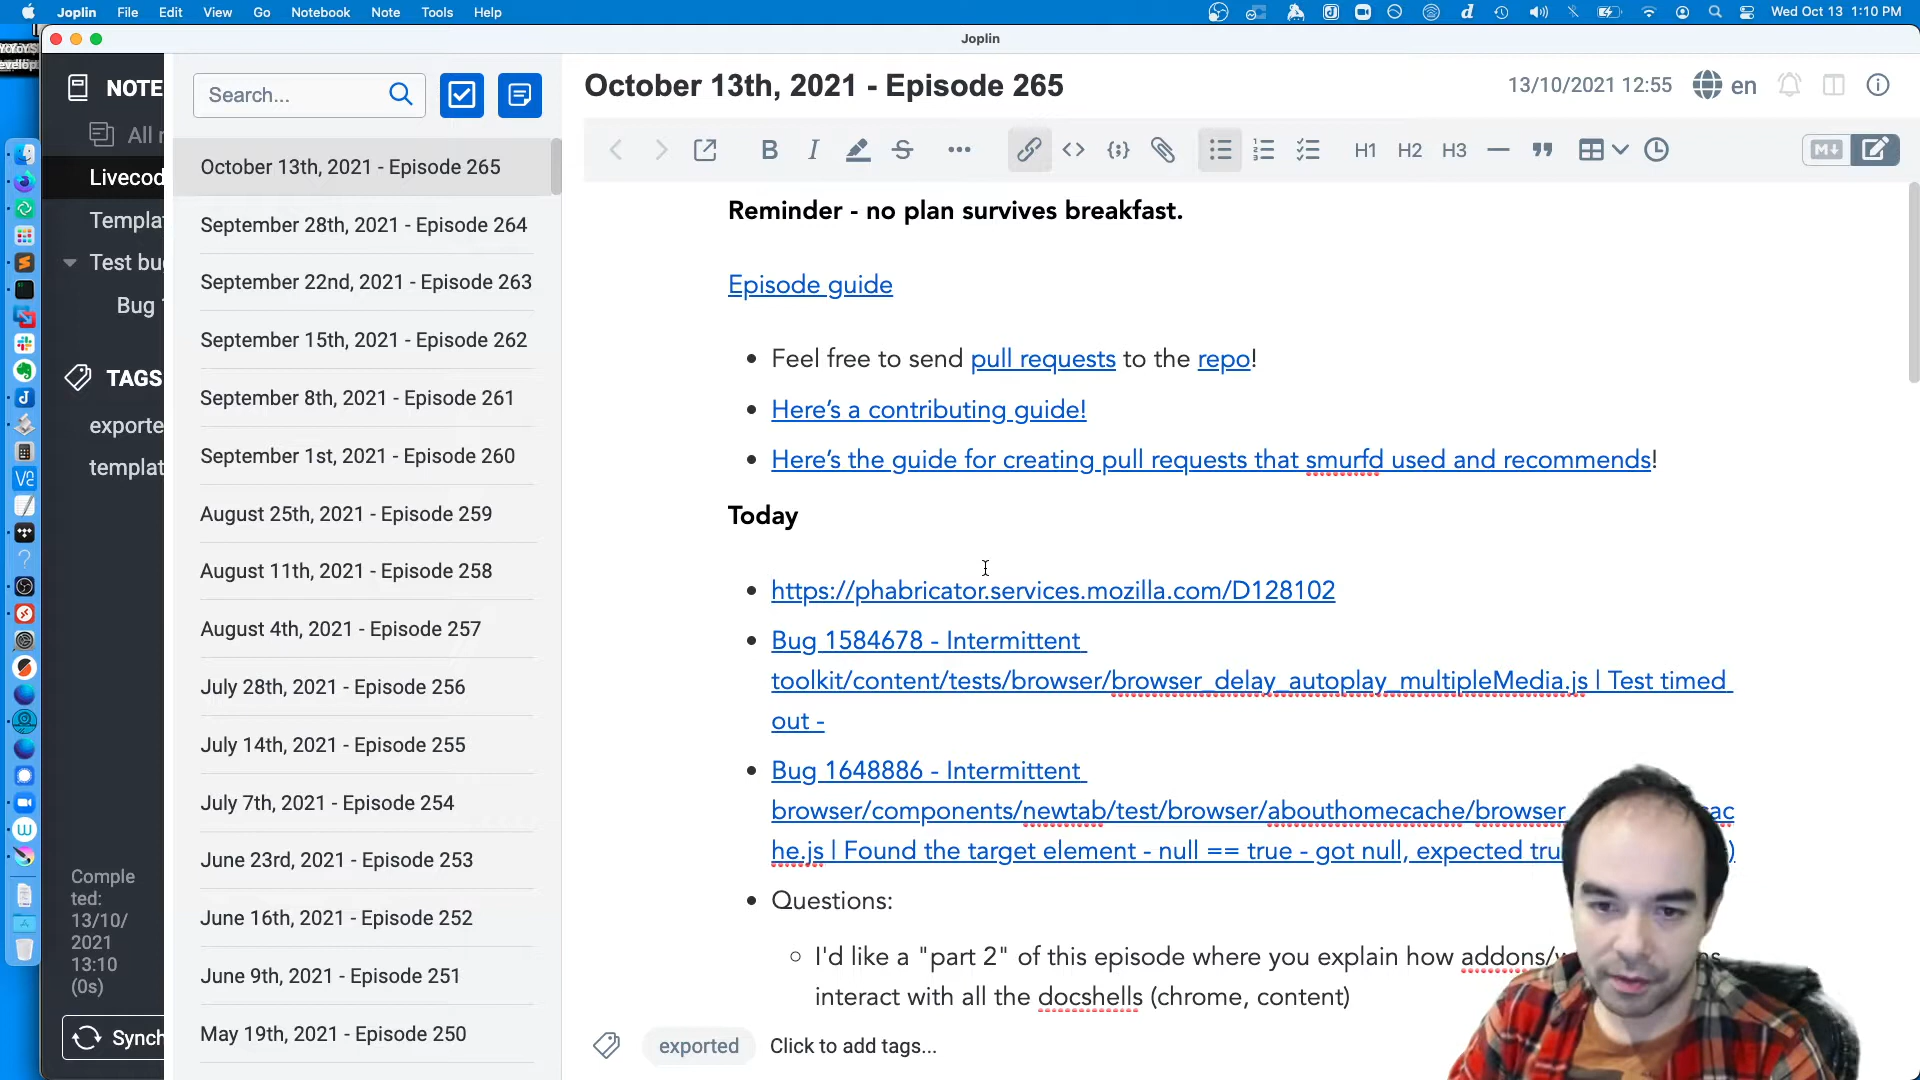 Joplin File Edit View Go Notebook Note Tools Help
Wed Oct 13 1:10 PM
Joplin
NOTE
All
Livecod
Templa
Test bug
Bug
TAGS
exporte
templat
Comple
ted:
13/10/
2021
13:10
(0s)
Synch
Search...
October 13th, 2021 - Episode 265
September 28th, 2021 - Episode 264
September 22nd, 2021 - Episode 263
September 15th, 2021 - Episode 262
September 8th, 2021 - Episode 261
September 1st, 2021 - Episode 260
August 25th, 2021 - Episode 259
August 11th, 2021 - Episode 258
August 4th, 2021 - Episode 257
July 28th, 2021 - Episode 256
July 14th, 2021 - Episode 255
July 7th, 2021 - Episode 254
June 23rd, 2021 - Episode 253
June 16th, 2021 - Episode 252
June 9th, 2021 - Episode 251
May 19th, 2021 - Episode 250
October 13th, 2021 - Episode 265
13/10/2021 12:55 en
B I S H1 H2 H3
Reminder - no plan survives breakfast.
Episode guide
Feel free to send pull requests to the repo!
Here’s a contributing guide!
Here’s the guide for creating pull requests that smurfd used and recommends!
Today
https://phabricator.services.mozilla.com/D128102
Bug 1584678 - Intermittent
toolkit/content/tests/browser/browser_delay_autoplay_multipleMedia.js | Test timed
out -
Bug 1648886 - Intermittent
browser/components/newtab/test/browser/abouthomecache/browser_ ac
he.js | Found the target element - null == true - got null, expected tru )
Questions:
I'd like a "part 2" of this episode where you explain how addons/
interact with all the docshells (chrome, content)
exported
Click to add tags...